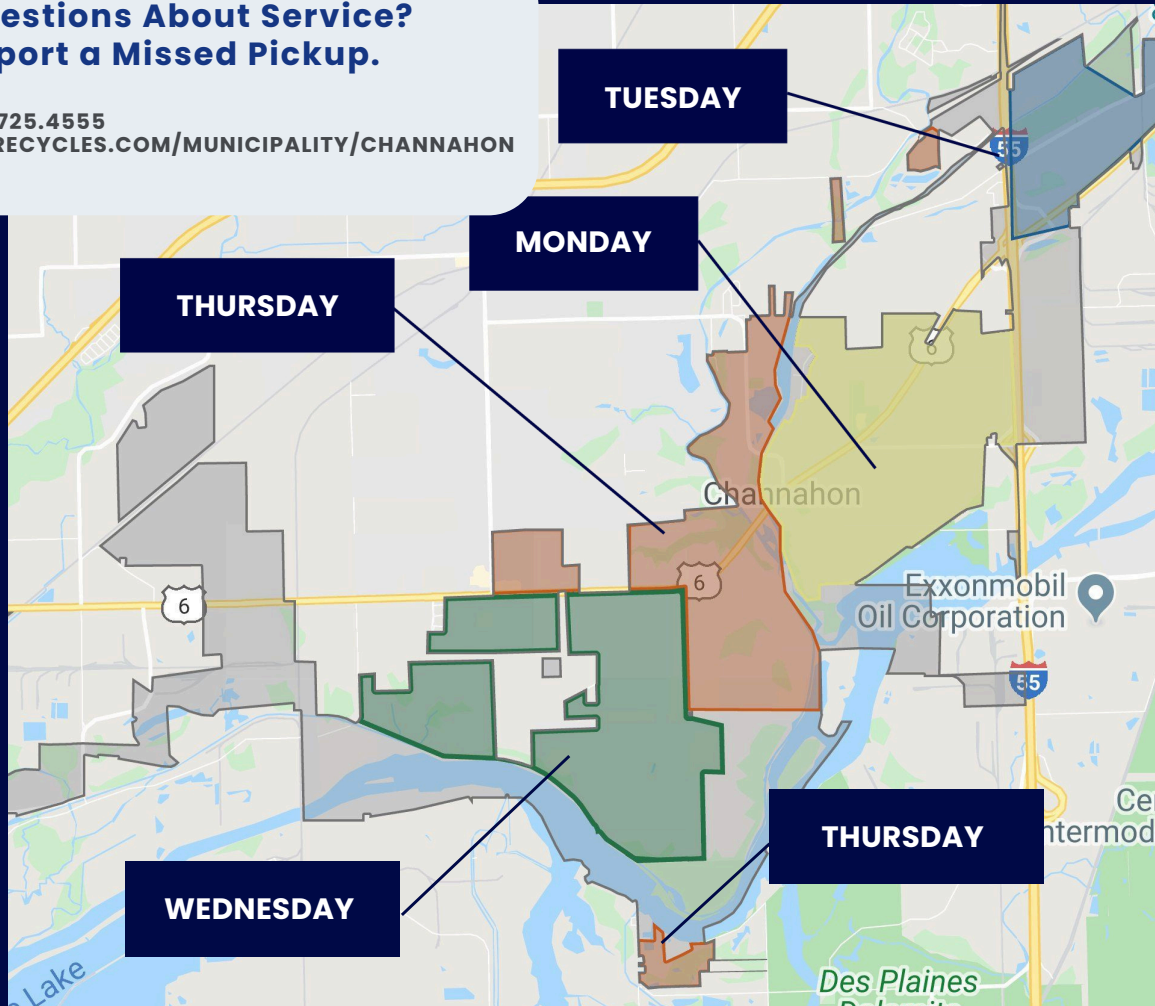 estions About Service?
port a Missed Pickup.
725.4555
RECYCLES.COM/MUNICIPALITY/CHANNAHON
TUESDAY
55
MONDAY
THURSDAY
6
Channahon
6
6
Exxonmobil
Oil Corporation
55
THURSDAY
Ce
ntermod
WEDNESDAY
Lake
Des Plaines